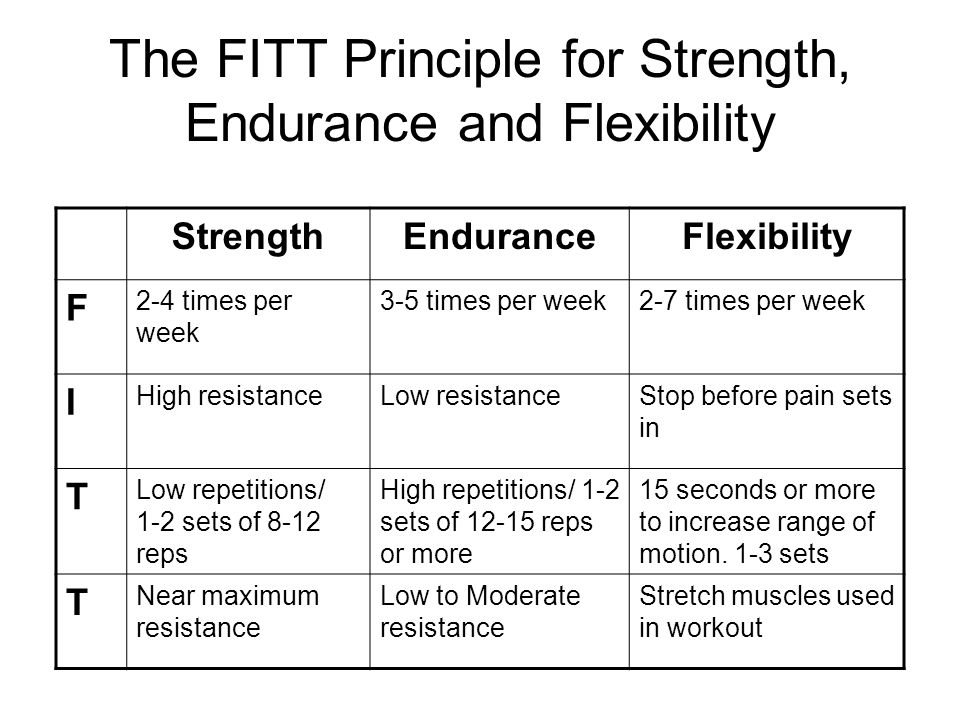 The FITT Principle for Strength,
Endurance and Flexibility
Strength
Endurance
Flexibility
F
2-4 times per
week
3-5 times per week
2-7 times per week
I
High resistance
Low resistance
Stop before pain sets
in
T
Low repetitions/
1-2 sets of 8-12
reps
High repetitions/ 1-2
sets of 12-15 reps
or more
15 seconds or more
to increase range of
motion. 1-3 sets
T
Near maximum
resistance
Low to Moderate
resistance
Stretch muscles used
in workout